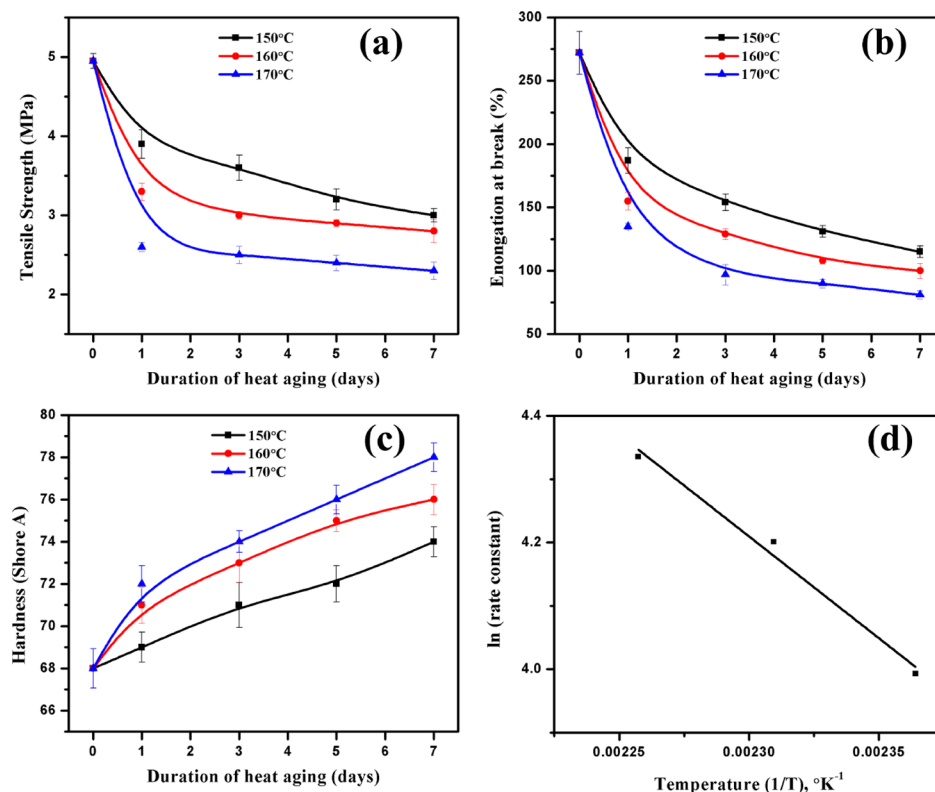 (a)
150°C
160°C
170°C
5
4
3
2
Tensile Strength (MPa)
0 1 2 3 4 5 6 7
Duration of heat aging (days)
(b)
150°C
160°C
170°C
300
250
200
150
100
50
Enongation at break (%)
0 1 2 3 4 5 6 7
Duration of heat aging (days)
(c)
150°C
160°C
170°C
80
78
76
74
72
70
68
66
Hardness (Shore A)
0 1 2 3 4 5 6 7
Duration of heat aging (days)
(d)
4.4
4.2
4.0
ln (rate constant)
0.00225 0.00230 0.00235
Temperature (1/T), °K⁻¹